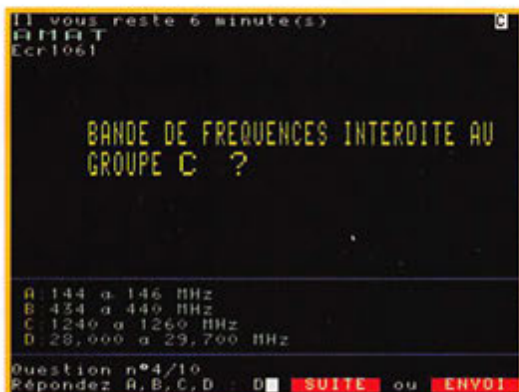 Il vous reste 6 minute(s) C
AMAT
Ecr1061
BANDE DE FREQUENCES INTERDITE AU
GROUPE C ?
A:144 a 146 MHz
B:434 a 440 MHz
C:1240 a 1260 MHz
D:28,000 a 29,700 MHz
Question n°4/10
Répondez A,B,C,D : D SUITE ou ENVOI